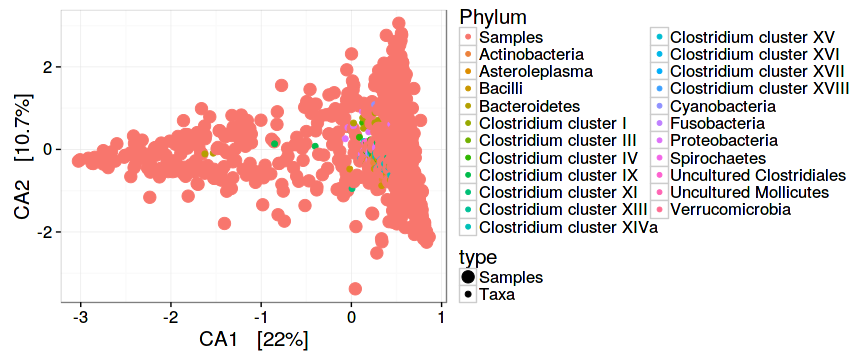 Phylum
Samples
Actinobacteria
Asteroleplasma
Bacilli
Bacteroidetes
Clostridium cluster I
Clostridium cluster III
Clostridium cluster IV
Clostridium cluster IX
Clostridium cluster XI
Clostridium cluster XIII
Clostridium cluster XIVa
Clostridium cluster XV
Clostridium cluster XVI
Clostridium cluster XVII
Clostridium cluster XVIII
Cyanobacteria
Fusobacteria
Proteobacteria
Spirochaetes
Uncultured Clostridiales
Uncultured Mollicutes
Verrucomicrobia
type
Samples
Taxa
CA2 [10.7%]
2
0
-2
-3
-2
-1
0
1
CA1 [22%]